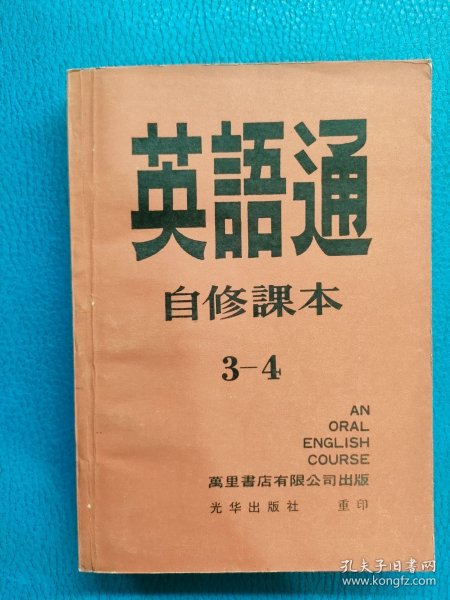 英語通
自修課本
3-4
AN
ORAL
ENGLISH
COURSE
萬里書店有限公司出版
光华出版社 重印
孔夫子旧书网
www.kongfz.com